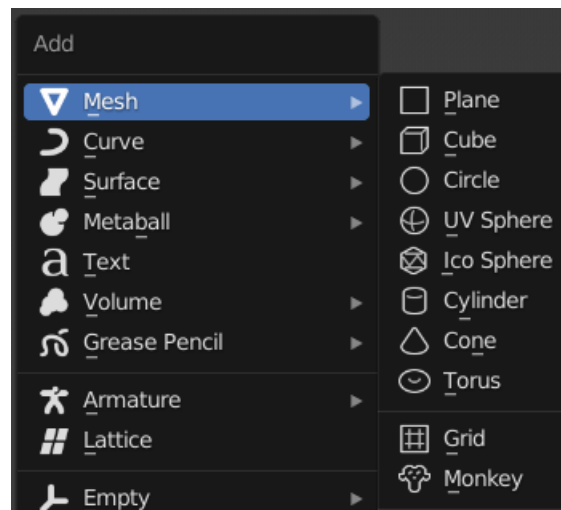 Add
Mesh
Curve
Surface
Metaball
Text
Volume
Grease Pencil
Armature
Lattice
Empty
Plane
Cube
Circle
UV Sphere
Ico Sphere
Cylinder
Cone
Torus
Grid
Monkey